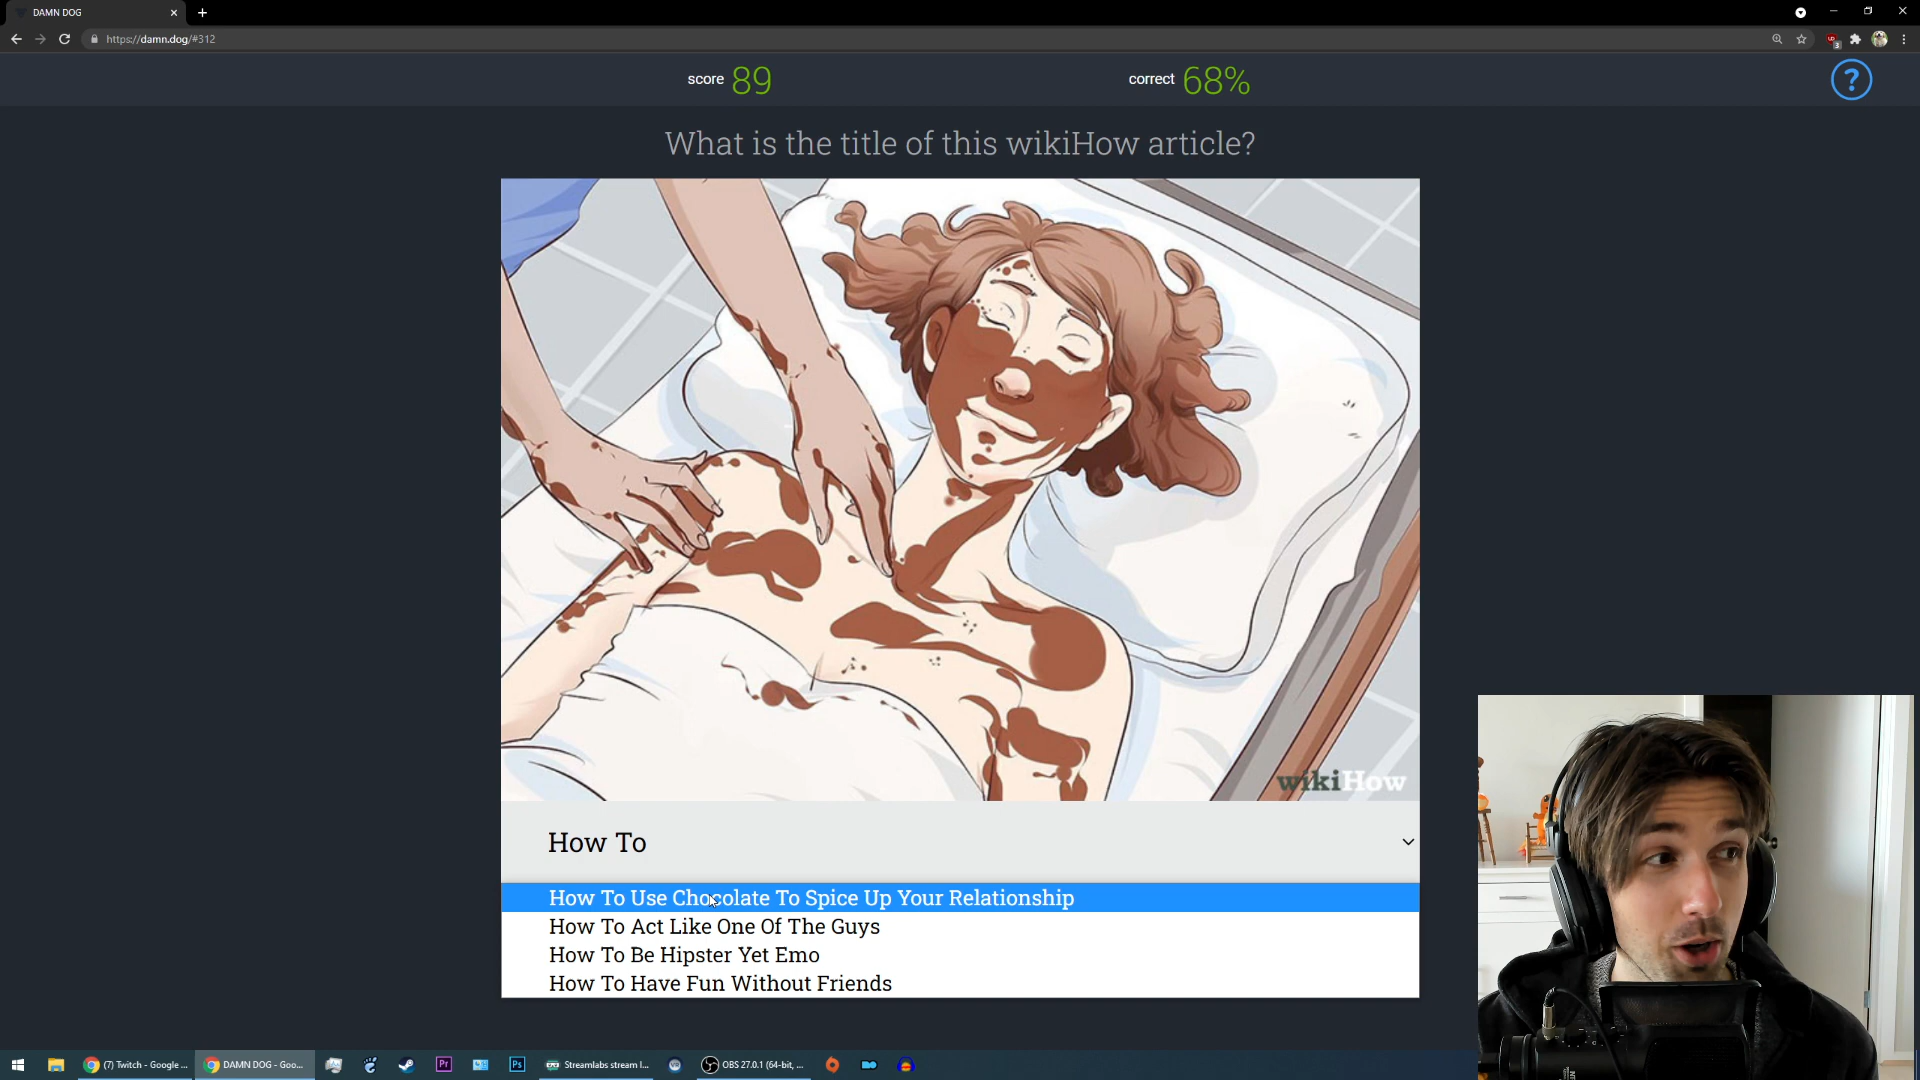 DAMN DOG
https://damn.dog/#312
score 89
correct 68%
?
What is the title of this wikiHow article?
wikiHow
How To
How To Use Chocolate To Spice Up Your Relationship
How To Act Like One Of The Guys
How To Be Hipster Yet Emo
How To Have Fun Without Friends
(7) Twitch - Google ...
DAMN DOG - Goo...
Pr
Ps
Streamlabs stream l...
OBS 27.0.1 (64-bit, ...